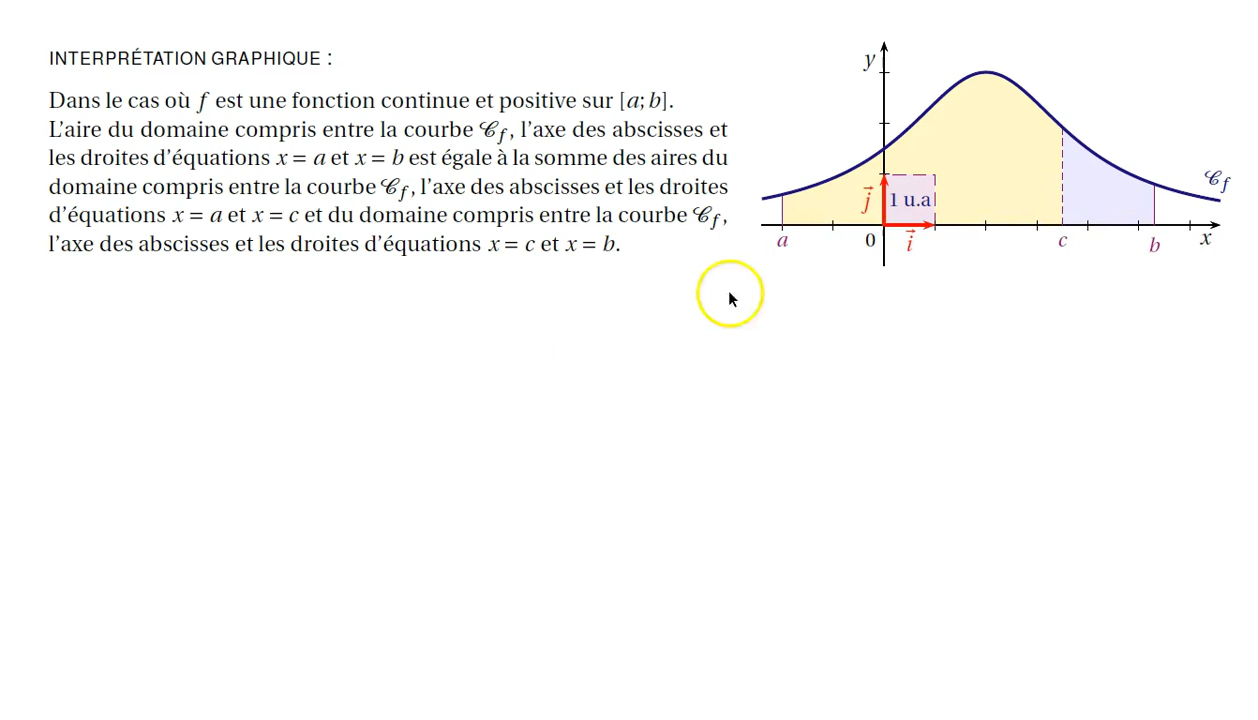 INTERPRÉTATION GRAPHIQUE :
Dans le cas où f est une fonction continue et positive sur [a; b].
L'aire du domaine compris entre la courbe 𝒞f, l'axe des abscisses et
les droites d'équations x = a et x = b est égale à la somme des aires du
domaine compris entre la courbe 𝒞f, l'axe des abscisses et les droites
d'équations x = a et x = c et du domaine compris entre la courbe 𝒞f,
l'axe des abscisses et les droites d'équations x = c et x = b.
y
𝒞f
j⃗ 1 u.a
a 0 i⃗ c b x